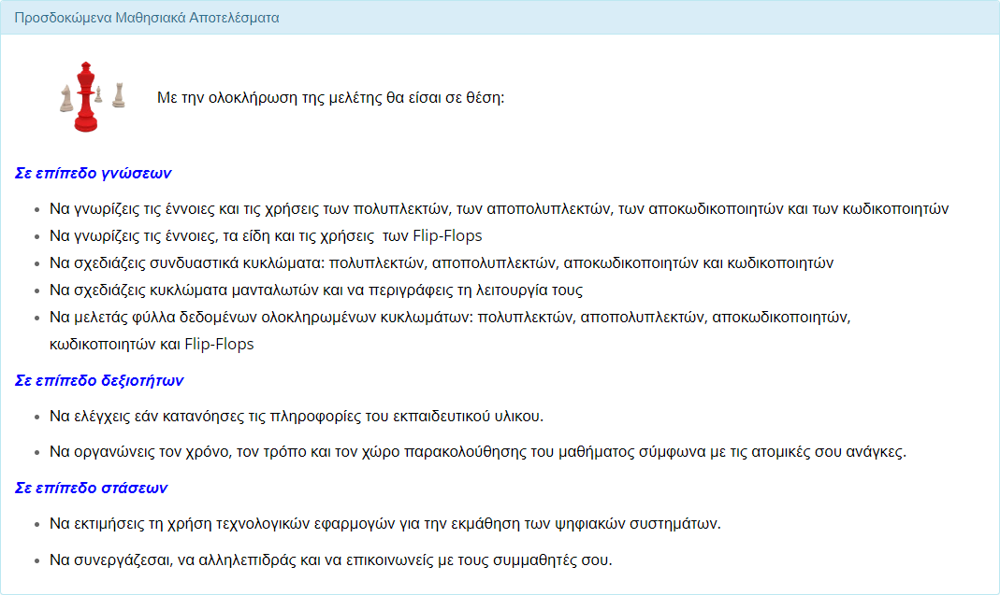 Προσδοκώμενα Μαθησιακά Αποτελέσματα
Με την ολοκλήρωση της μελέτης θα είσαι σε θέση:
Σε επίπεδο γνώσεων
• Να γνωρίζεις τις έννοιες και τις χρήσεις των πολυπλεκτών, των αποπολυπλεκτών, των αποκωδικοποιητών και των κωδικοποιητών
• Να γνωρίζεις τις έννοιες, τα είδη και τις χρήσεις των Flip-Flops
• Να σχεδιάζεις συνδυαστικά κυκλώματα: πολυπλεκτών, αποπολυπλεκτών, αποκωδικοποιητών και κωδικοποιητών
• Να σχεδιάζεις κυκλώματα μανταλωτών και να περιγράφεις τη λειτουργία τους
• Να μελετάς φύλλα δεδομένων ολοκληρωμένων κυκλωμάτων: πολυπλεκτών, αποπολυπλεκτών, αποκωδικοποιητών,
κωδικοποιητών και Flip-Flops
Σε επίπεδο δεξιοτήτων
• Να ελέγχεις εάν κατανόησες τις πληροφορίες του εκπαιδευτικού υλικου.
• Να οργανώνεις τον χρόνο, τον τρόπο και τον χώρο παρακολούθησης του μαθήματος σύμφωνα με τις ατομικές σου ανάγκες.
Σε επίπεδο στάσεων
• Να εκτιμήσεις τη χρήση τεχνολογικών εφαρμογών για την εκμάθηση των ψηφιακών συστημάτων.
• Να συνεργάζεσαι, να αλληλεπιδράς και να επικοινωνείς με τους συμμαθητές σου.